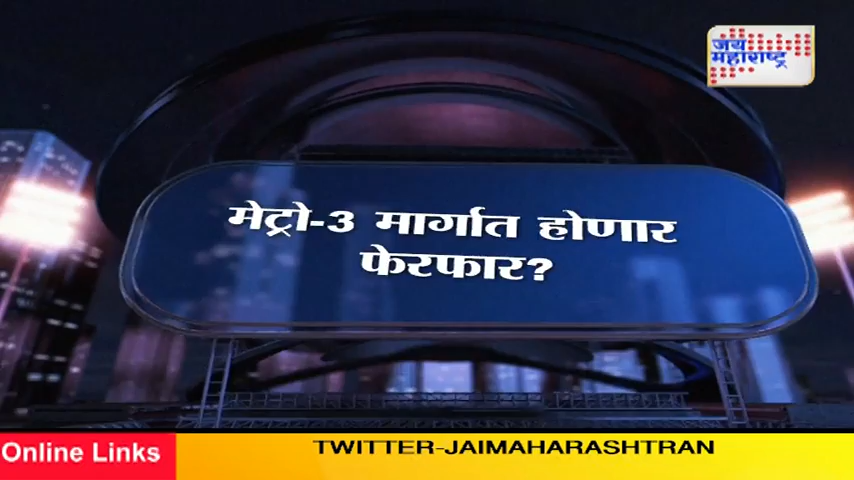 जय
महाराष्ट्र
मेट्रो-3 मार्गात होणार
फेरफार?
Online Links
TWITTER-JAIMAHARASHTRAN